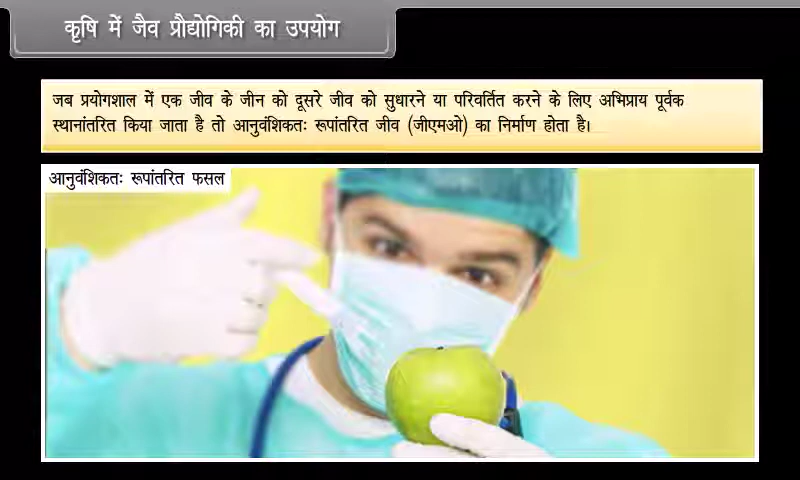 कृषि में जैव प्रौद्योगिकी का उपयोग
जब प्रयोगशाल में एक जीव के जीन को दूसरे जीव को सुधारने या परिवर्तित करने के लिए अभिप्राय पूर्वक
स्थानांतरित किया जाता है तो आनुवंशिकतः रूपांतरित जीव (जीएमओ) का निर्माण होता है।
आनुवंशिकतः रूपांतरित फसल